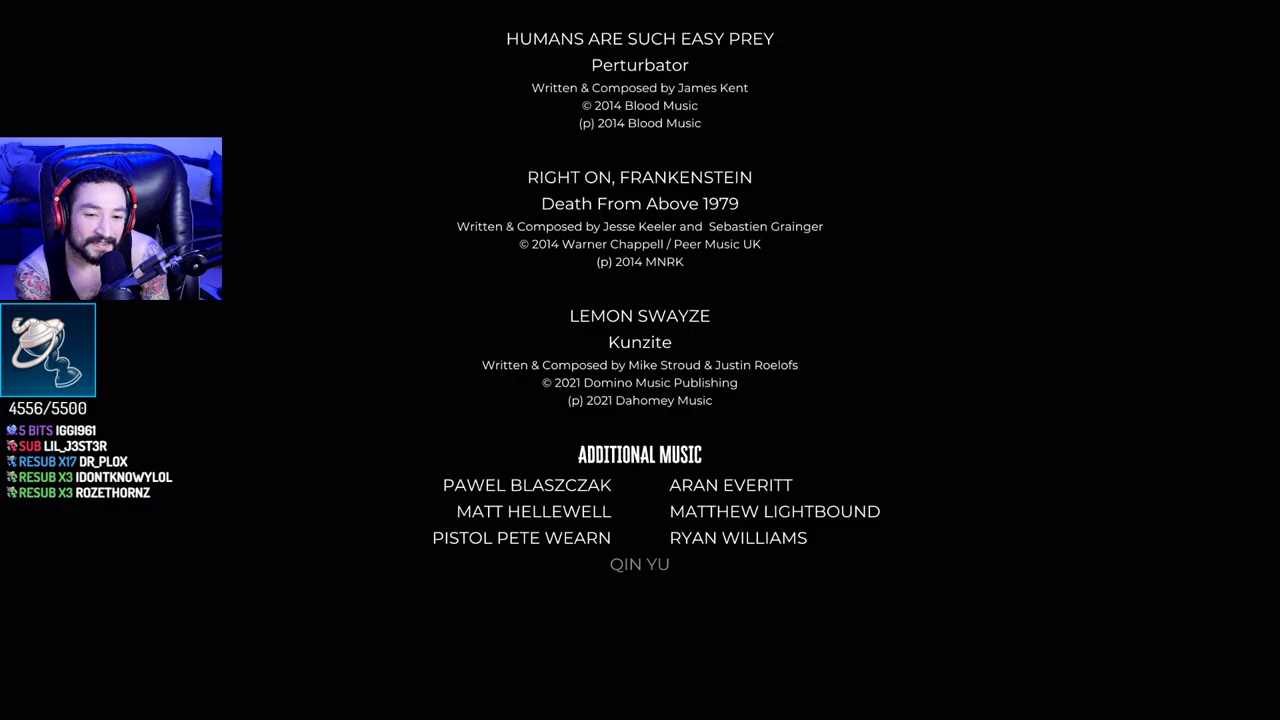 HUMANS ARE SUCH EASY PREY
Perturbator
Written & Composed by James Kent
© 2014 Blood Music
(p) 2014 Blood Music
RIGHT ON, FRANKENSTEIN
Death From Above 1979
Written & Composed by Jesse Keeler and Sebastien Grainger
© 2014 Warner Chappell / Peer Music UK
(p) 2014 MNRK
LEMON SWAYZE
Kunzite
Written & Composed by Mike Stroud & Justin Roelofs
© 2021 Domino Music Publishing
(p) 2021 Dahomey Music
ADDITIONAL MUSIC
PAWEL BLASZCZAK ARAN EVERITT
MATT HELLEWELL MATTHEW LIGHTBOUND
PISTOL PETE WEARN RYAN WILLIAMS
QIN YU
4556/5500
5 BITS IGGI961
SUB LIL_J3ST3R
RESUB X17 DR_PLOX
RESUB X3 IDONTKNOWYLOL
RESUB X3 ROZETHORNZ